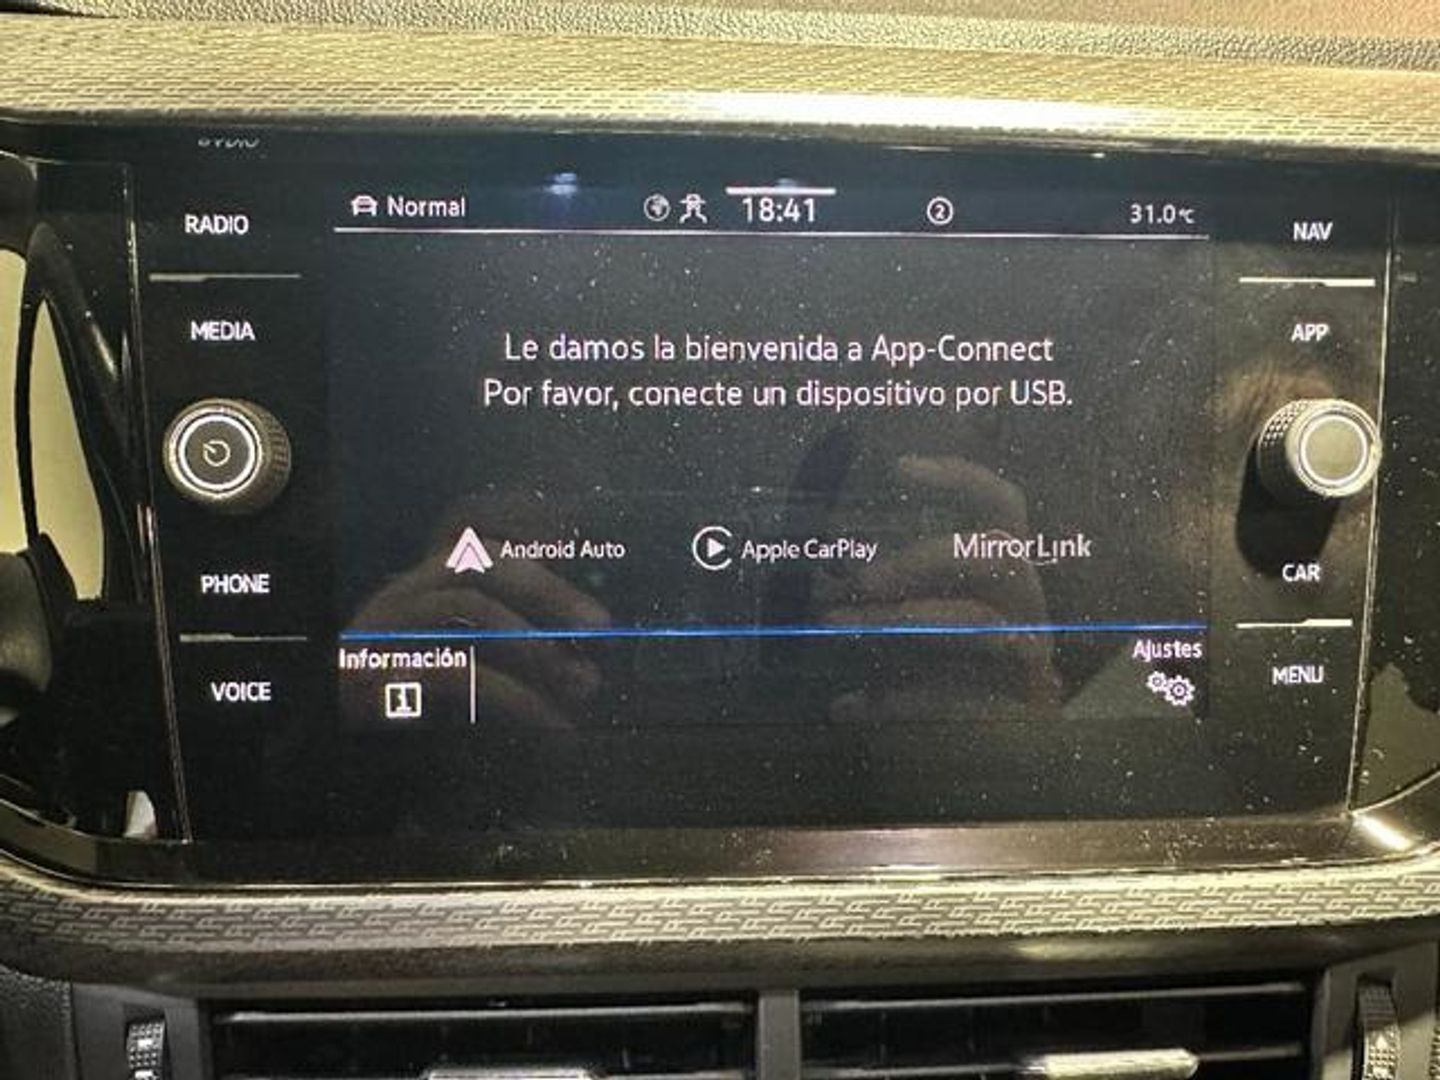 RADIO
MEDIA
PHONE
VOICE
Normal
18:41
2
31.0°C
Le damos la bienvenida a App-Connect
Por favor, conecte un dispositivo por USB.
Android Auto
Apple CarPlay
MirrorLink
Información
Ajustes
NAV
APP
CAR
MENU